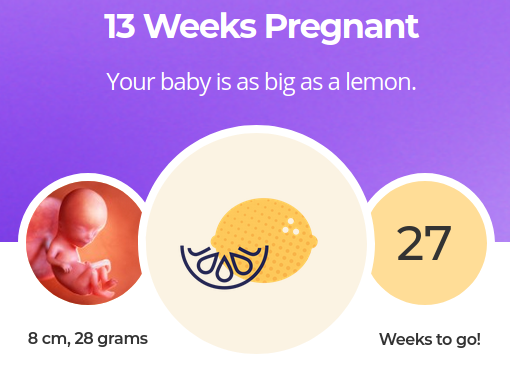 13 Weeks Pregnant
Your baby is as big as a lemon.
27
8 cm, 28 grams
Weeks to go!